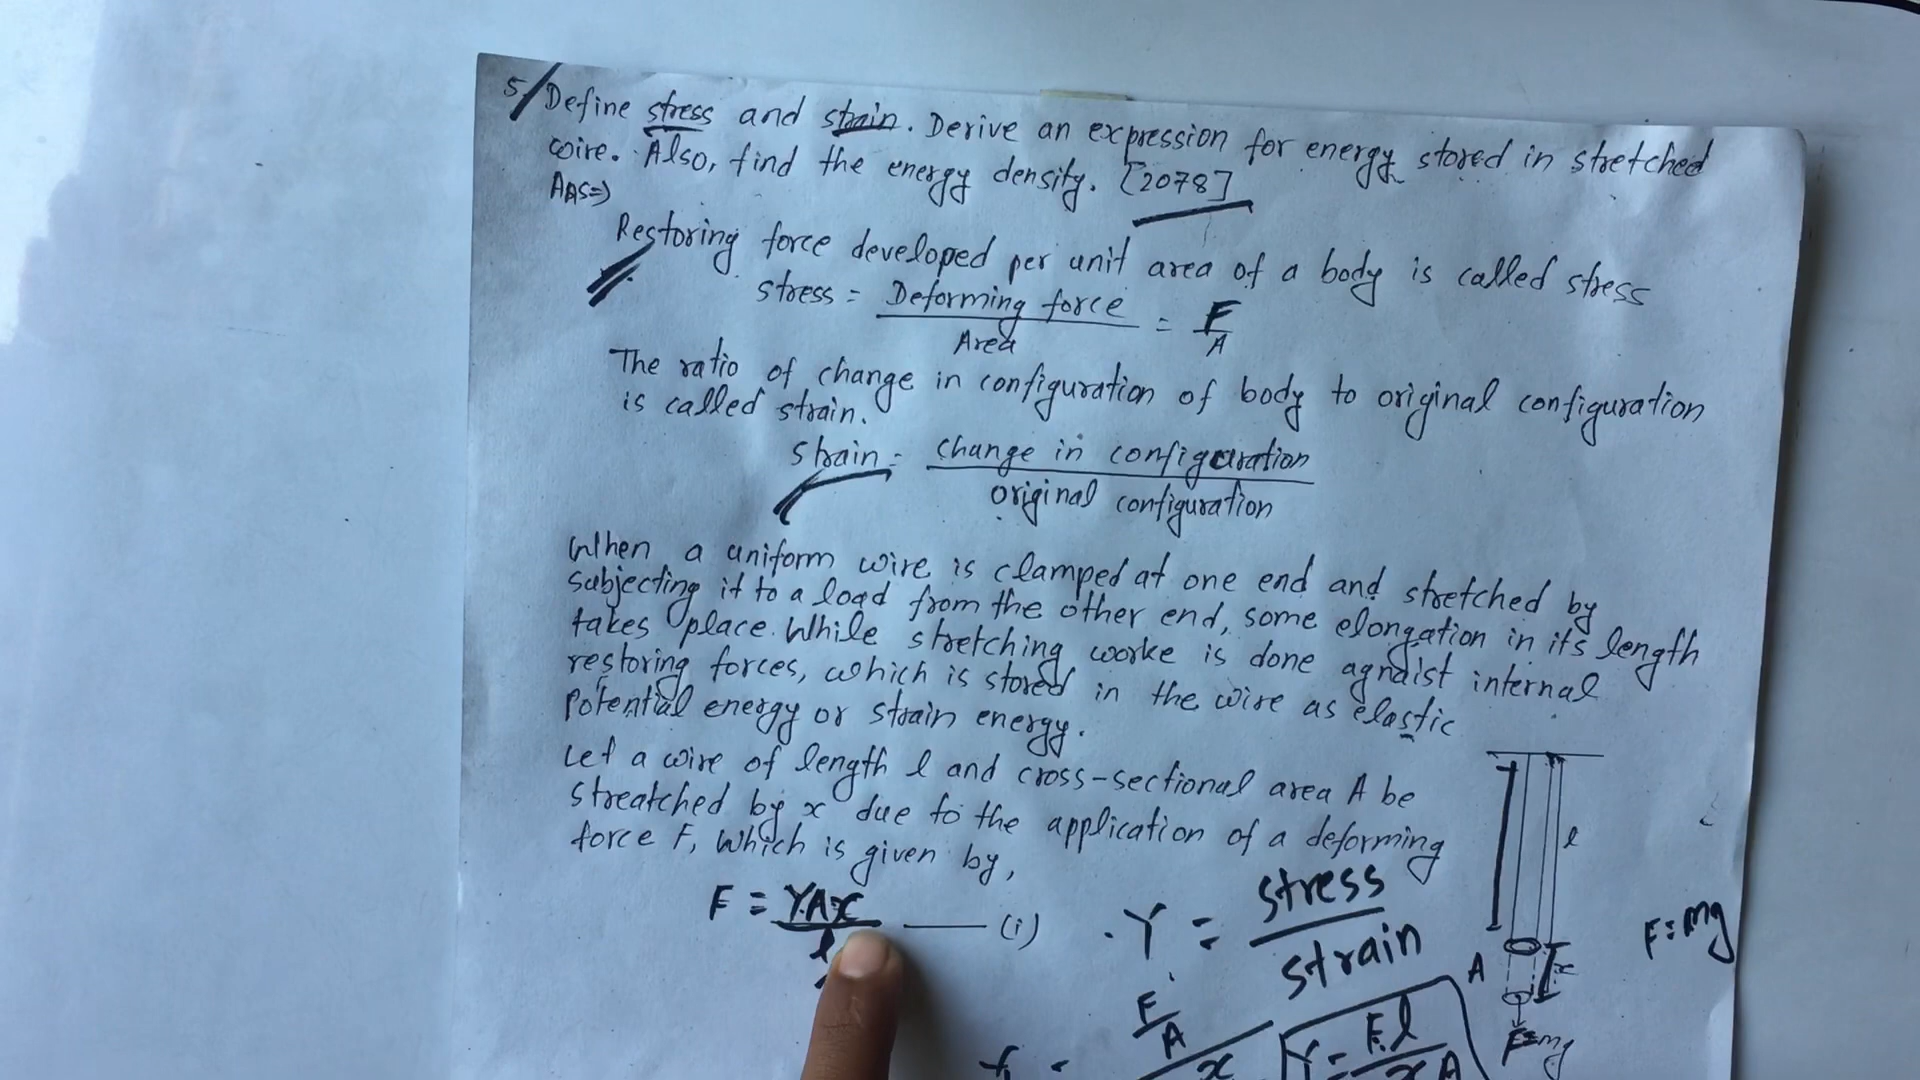 5. Define stress and strain. Derive an expression for energy stored in stretched
wire. Also, find the energy density. [2078]
Ans=>
Restoring force developed per unit area of a body is called stress
stress = Deforming force / Area = F / A
The ratio of change in configuration of body to original configuration
is called strain.
strain = change in configuration / original configuration
When a uniform wire is clamped at one end and stretched by
subjecting it to a load from the other end, some elongation in its length
takes place. While stretching worke is done agnaist internal
restoring forces, which is stored in the wire as elastic
potential energy or strain energy.
Let a wire of length l and cross-sectional area A be
streatched by x due to the application of a deforming
force F, which is given by,
F = YAx / l —— (i)
Y = stress / strain
F / A
x
Y = F.l / xA
l
A
x
F=mg
F=mg